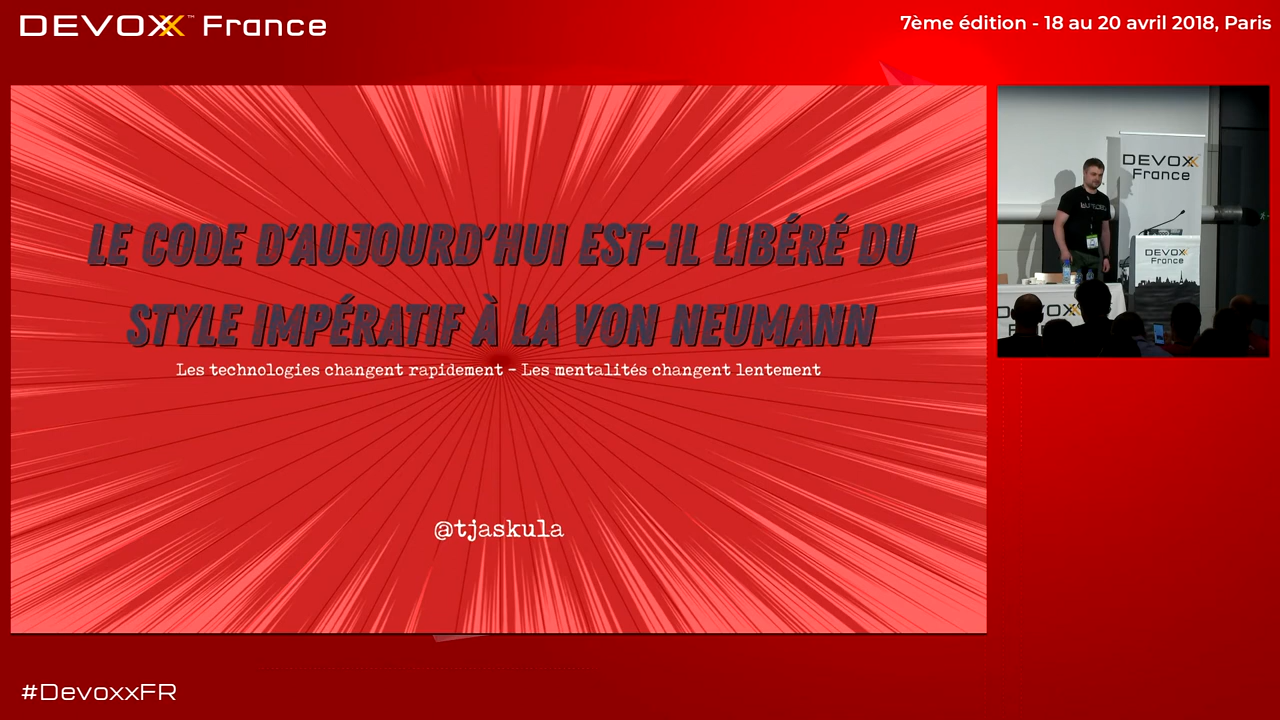 DEVOXX™ France
7ème édition - 18 au 20 avril 2018, Paris
LE CODE D'AUJOURD'HUI EST-IL LIBÉRÉ DU
STYLE IMPÉRATIF À LA VON NEUMANN
Les technologies changent rapidement - Les mentalités changent lentement
@tjaskula
DEVOXX
France
DEVOXX
France
#DevoxxFR